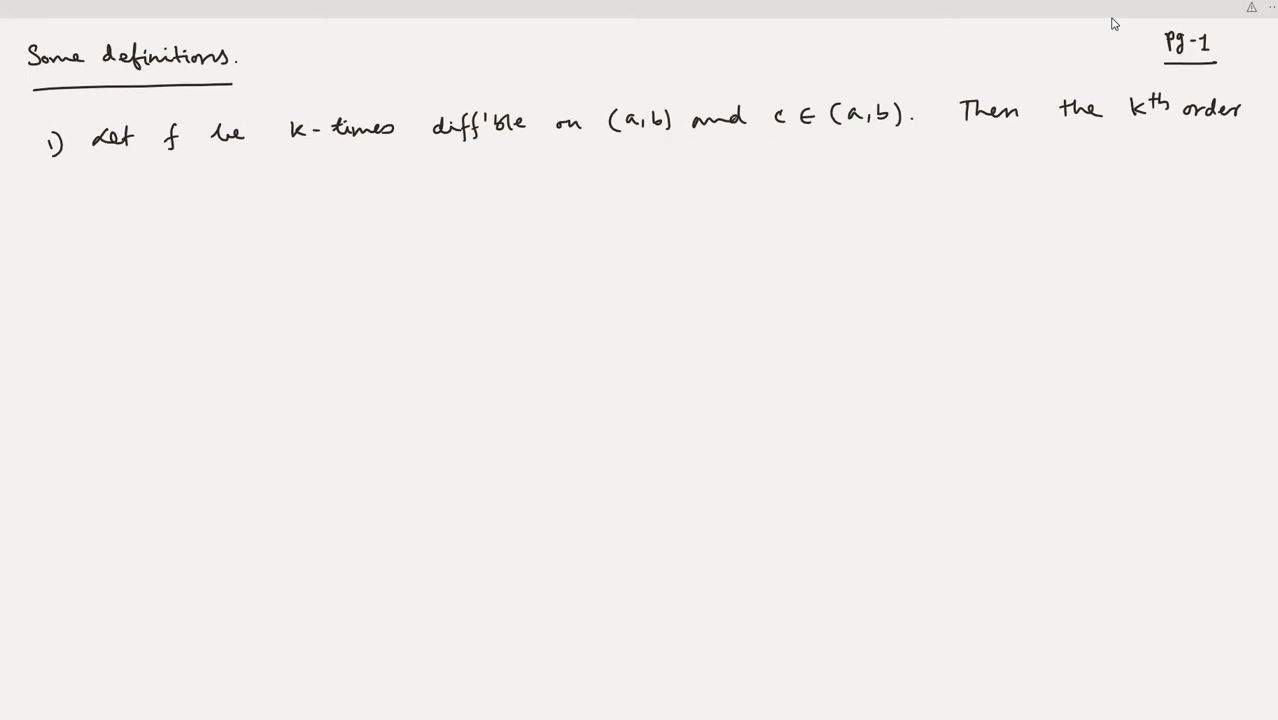 Some definitions.
Pg-1
1) Let f be k-times diff'ble on (a,b) and c ∈ (a,b). Then the kth order